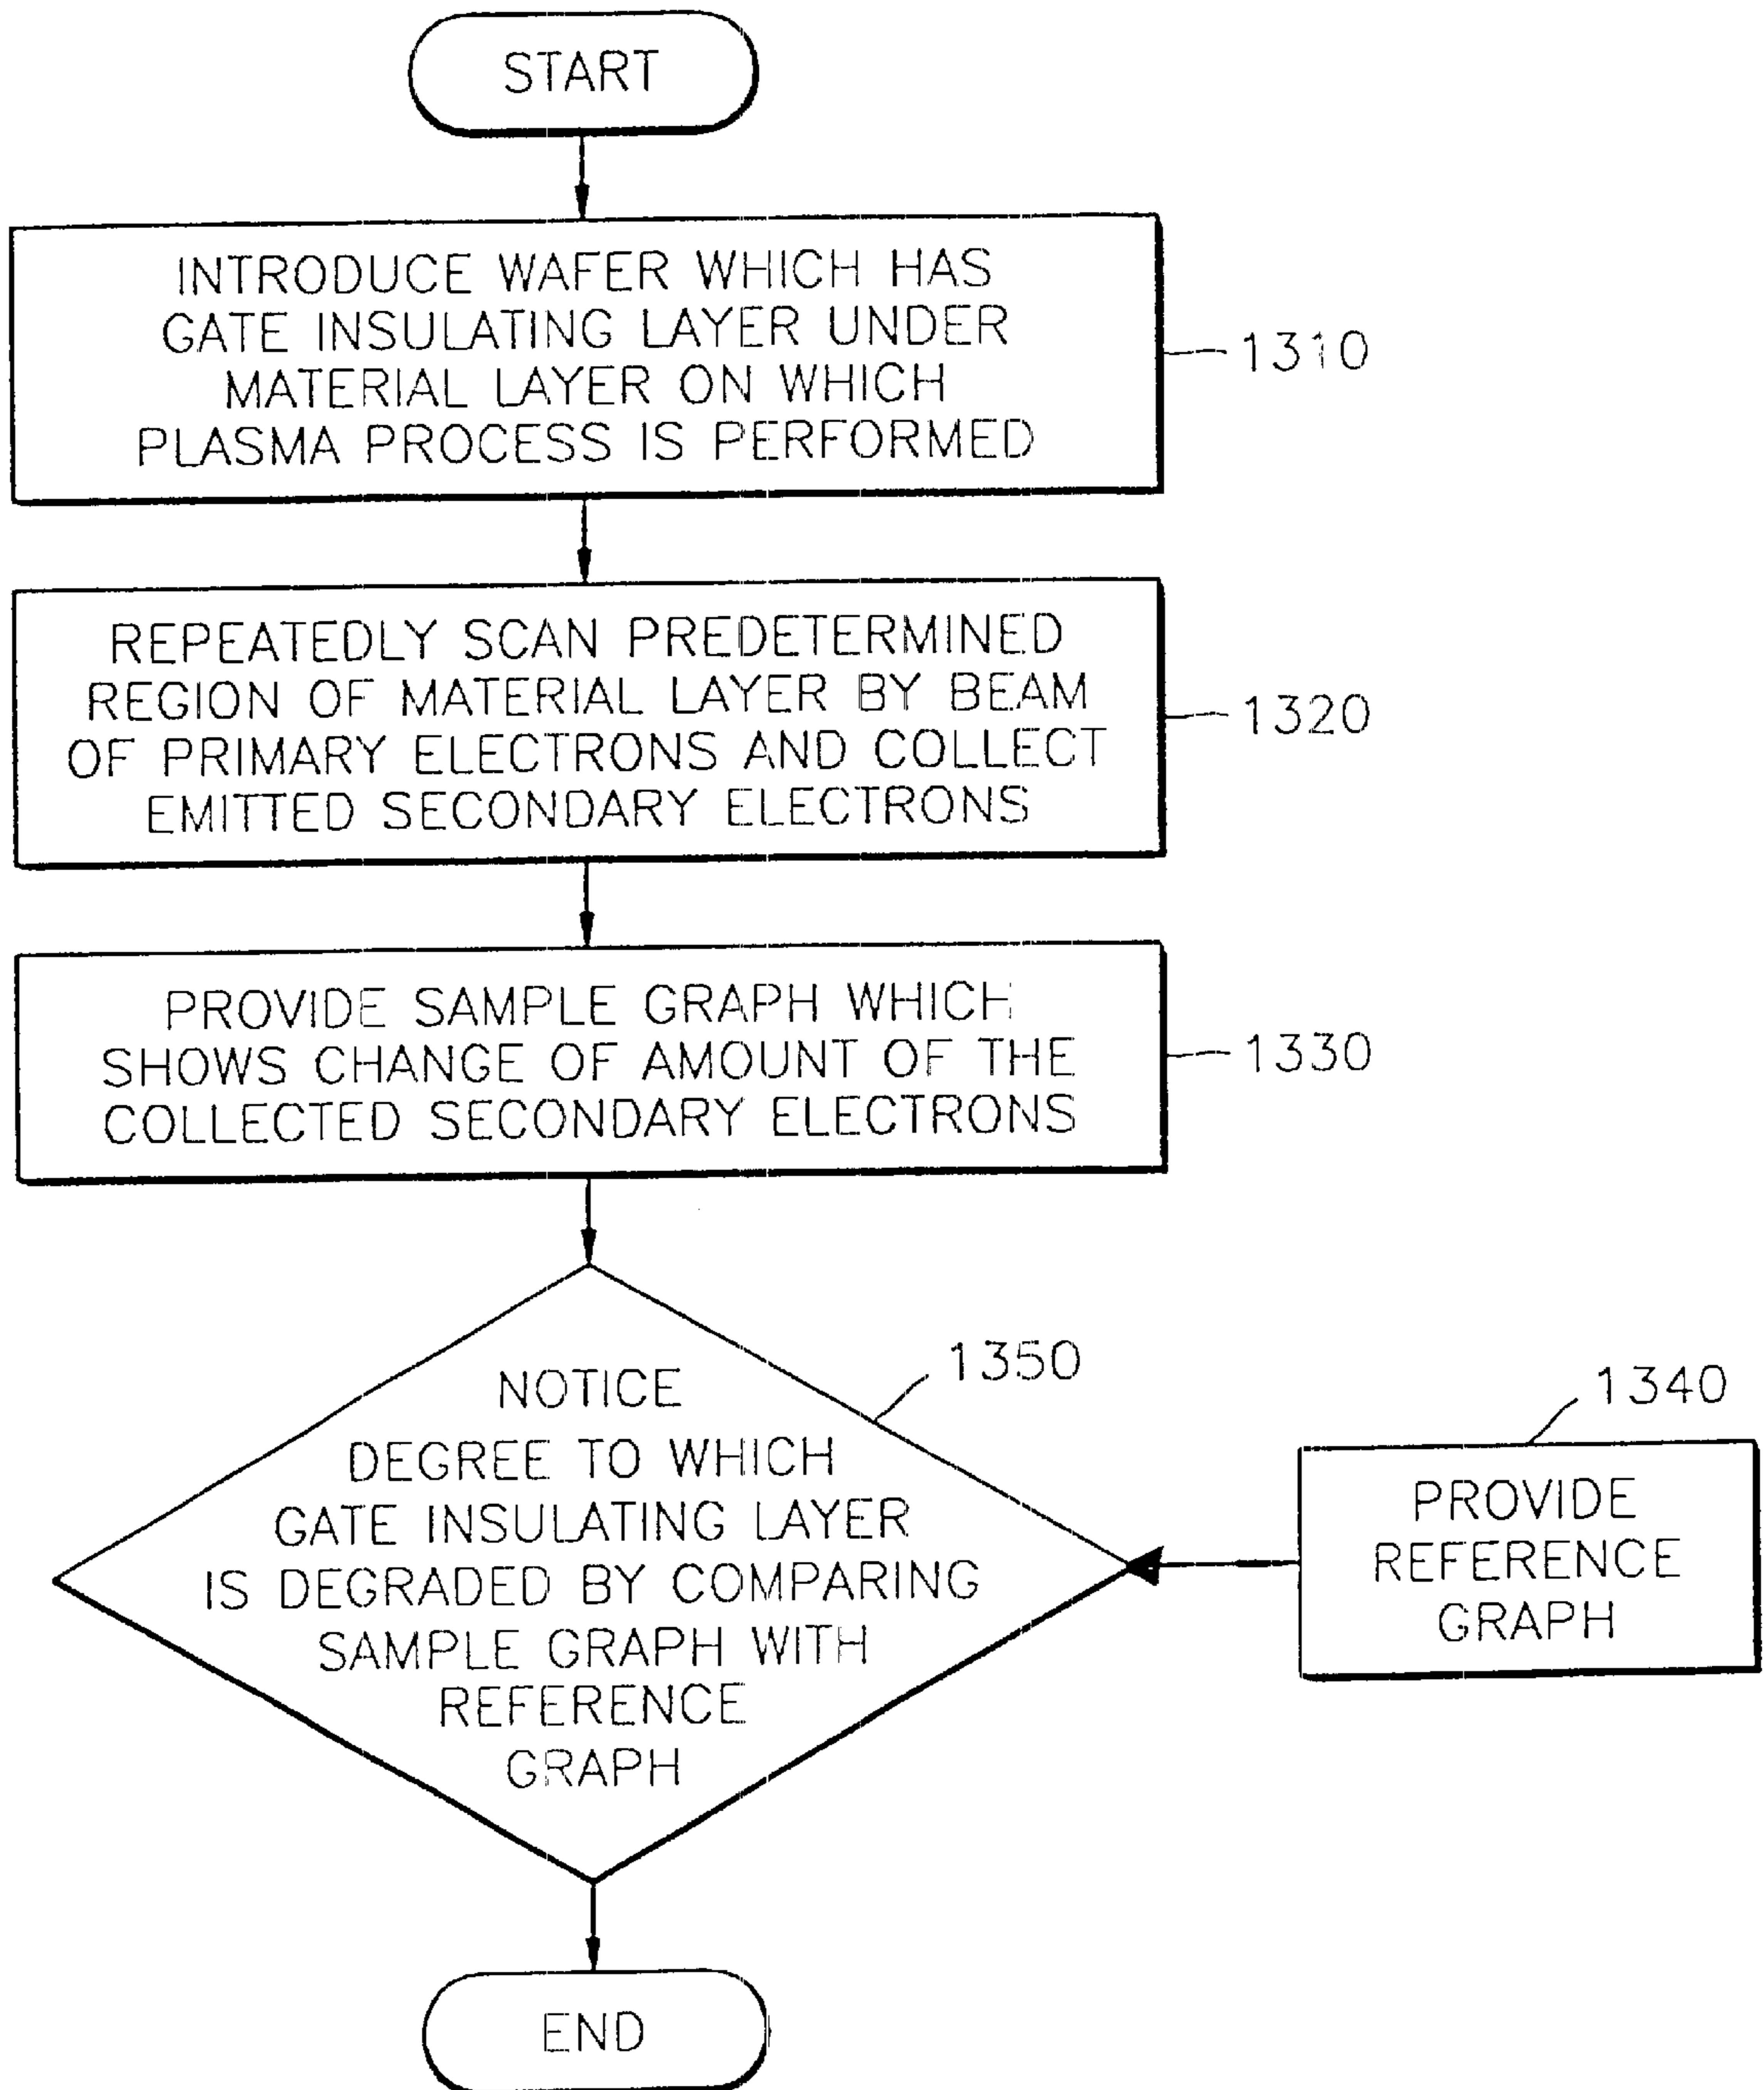 START
INTRODUCE WAFER WHICH HAS
GATE INSULATING LAYER UNDER
MATERIAL LAYER ON WHICH
PLASMA PROCESS IS PERFORMED
1310
REPEATEDLY SCAN PREDETERMINED
REGION OF MATERIAL LAYER BY BEAM
OF PRIMARY ELECTRONS AND COLLECT
EMITTED SECONDARY ELECTRONS
1320
PROVIDE SAMPLE GRAPH WHICH
SHOWS CHANGE OF AMOUNT OF THE
COLLECTED SECONDARY ELECTRONS
1330
NOTICE
DEGREE TO WHICH
GATE INSULATING LAYER
IS DEGRADED BY COMPARING
SAMPLE GRAPH WITH
REFERENCE
GRAPH
1350
1340
PROVIDE
REFERENCE
GRAPH
END